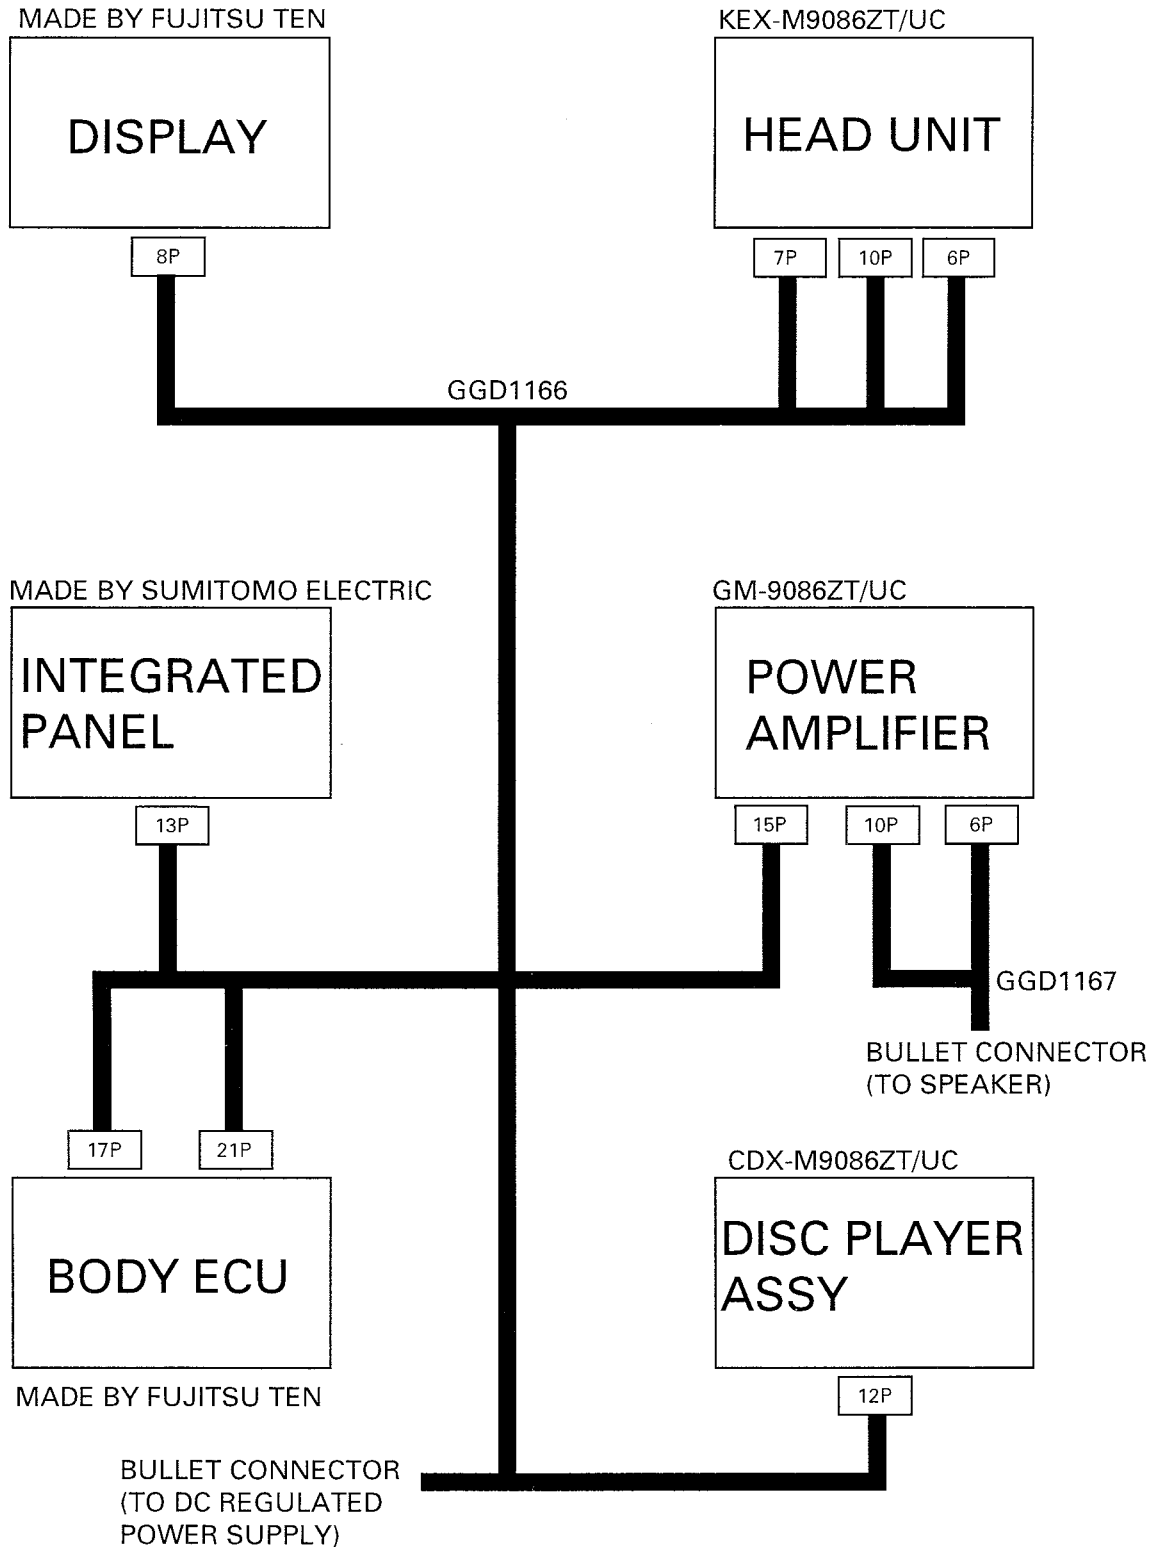 MADE BY FUJITSU TEN
DISPLAY
8P
KEX-M9086ZT/UC
HEAD UNIT
7P
10P
6P
GGD1166
MADE BY SUMITOMO ELECTRIC
INTEGRATED
PANEL
13P
GM-9086ZT/UC
POWER
AMPLIFIER
15P
10P
6P
GGD1167
BULLET CONNECTOR
(TO SPEAKER)
17P
21P
BODY ECU
MADE BY FUJITSU TEN
CDX-M9086ZT/UC
DISC PLAYER
ASSY
12P
BULLET CONNECTOR
(TO DC REGULATED
POWER SUPPLY)